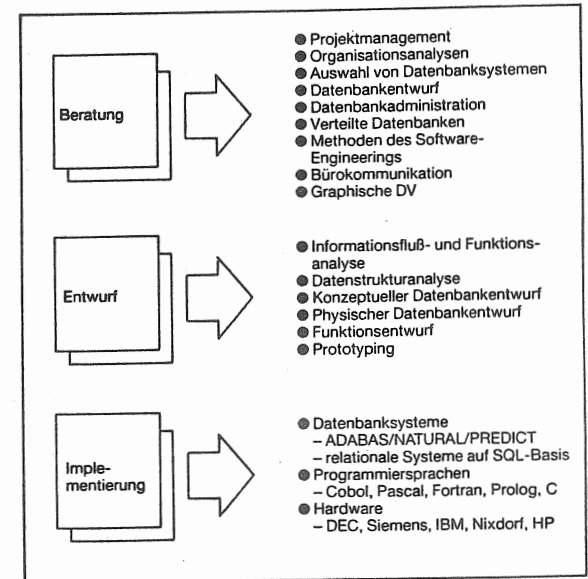 Beratung
● Projektmanagement
● Organisationsanalysen
● Auswahl von Datenbanksystemen
● Datenbankentwurf
● Datenbankadministration
● Verteilte Datenbanken
● Methoden des Software-
Engineerings
● Bürokommunikation
● Graphische DV
Entwurf
● Informationsfluß- und Funktions-
analyse
● Datenstrukturanalyse
● Konzeptueller Datenbankentwurf
● Physischer Datenbankentwurf
● Funktionsentwurf
● Prototyping
Imple-
mentierung
● Datenbanksysteme
– ADABAS/NATURAL/PREDICT
– relationale Systeme auf SQL-Basis
● Programmiersprachen
– Cobol, Pascal, Fortran, Prolog, C
● Hardware
– DEC, Siemens, IBM, Nixdorf, HP